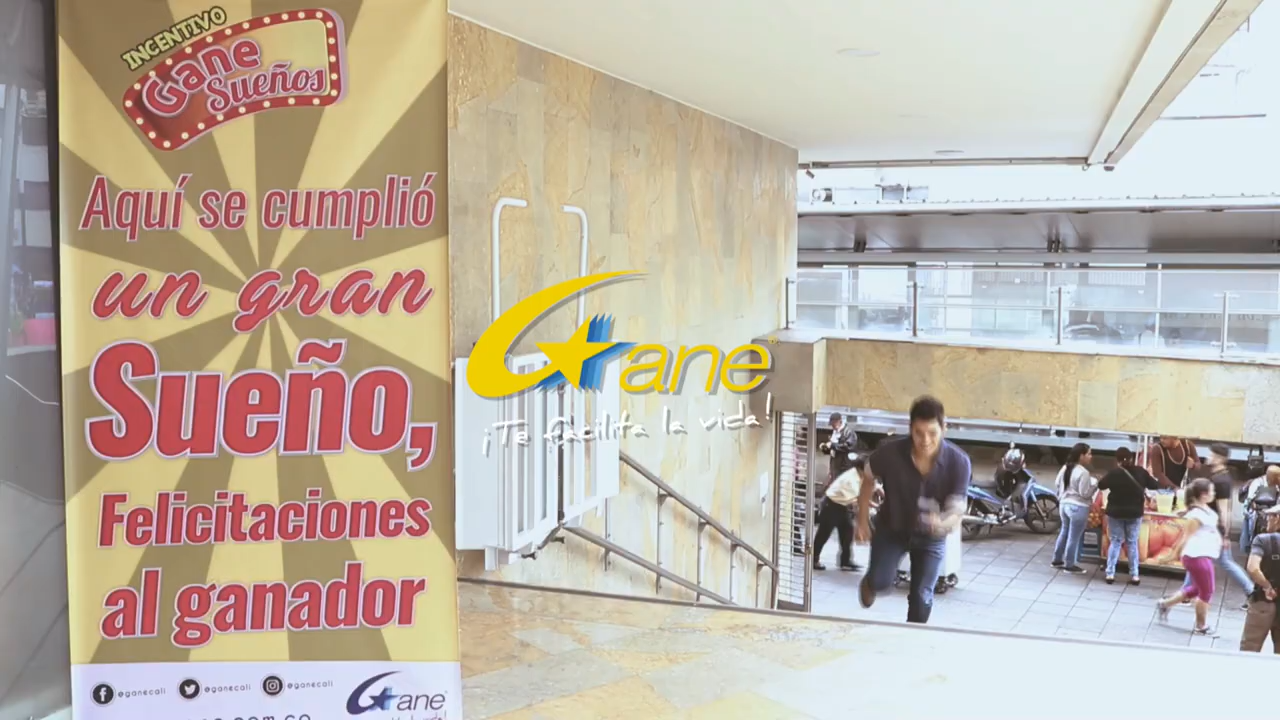 INCENTIVO
Gane
Sueños
Aquí se cumplió
un gran
Sueño,
Felicitaciones
al ganador
@ganecali @ganecali @ganecali
Gane
Gane
¡Te facilita la vida!